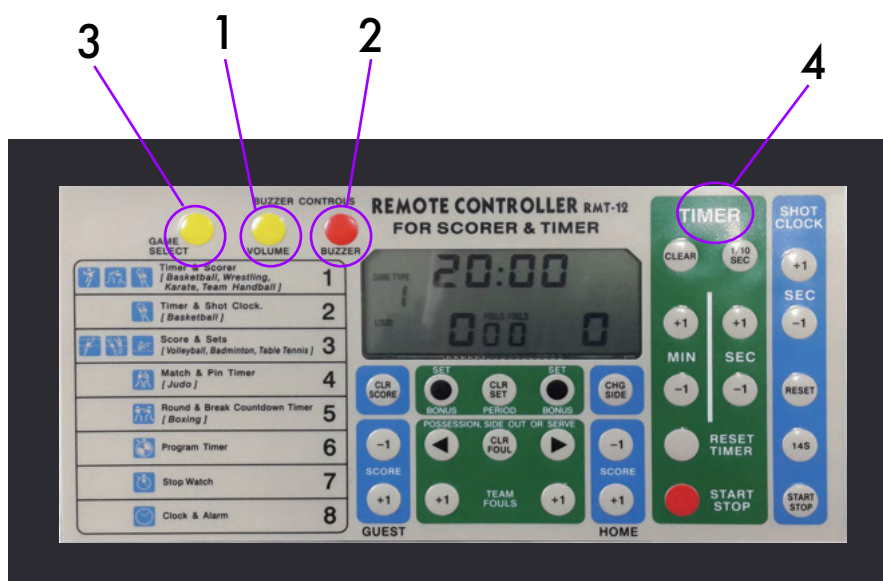 3
1
2
4
BUZZER CONTROLS
GAME
SELECT
VOLUME
BUZZER
REMOTE CONTROLLER RMT-12
FOR SCORER & TIMER
Timer & Scorer
[ Basketball, Wrestling,
Karate, Team Handball ]
1
Timer & Shot Clock.
[ Basketball ]
2
Score & Sets
[ Volleyball, Badminton, Table Tennis ]
3
Match & Pin Timer
[ Judo ]
4
Round & Break Countdown Timer
[ Boxing ]
5
Program Timer
6
Stop Watch
7
Clock & Alarm
8
GAME TYPE
20:00
1
FOULS FOULS
0 0 0 0
CLR
SCORE
SET
BONUS
CLR
SET
PERIOD
SET
BONUS
CHG
SIDE
POSSESSION, SIDE OUT OR SERVE
-1
◀
CLR
FOUL
▶
-1
SCORE
SCORE
+1
+1
TEAM
FOULS
+1
+1
GUEST
HOME
TIMER
CLEAR
1/10
SEC
+1
+1
MIN
SEC
-1
-1
RESET
TIMER
START
STOP
SHOT
CLOCK
+1
SEC
-1
RESET
14S
START
STOP